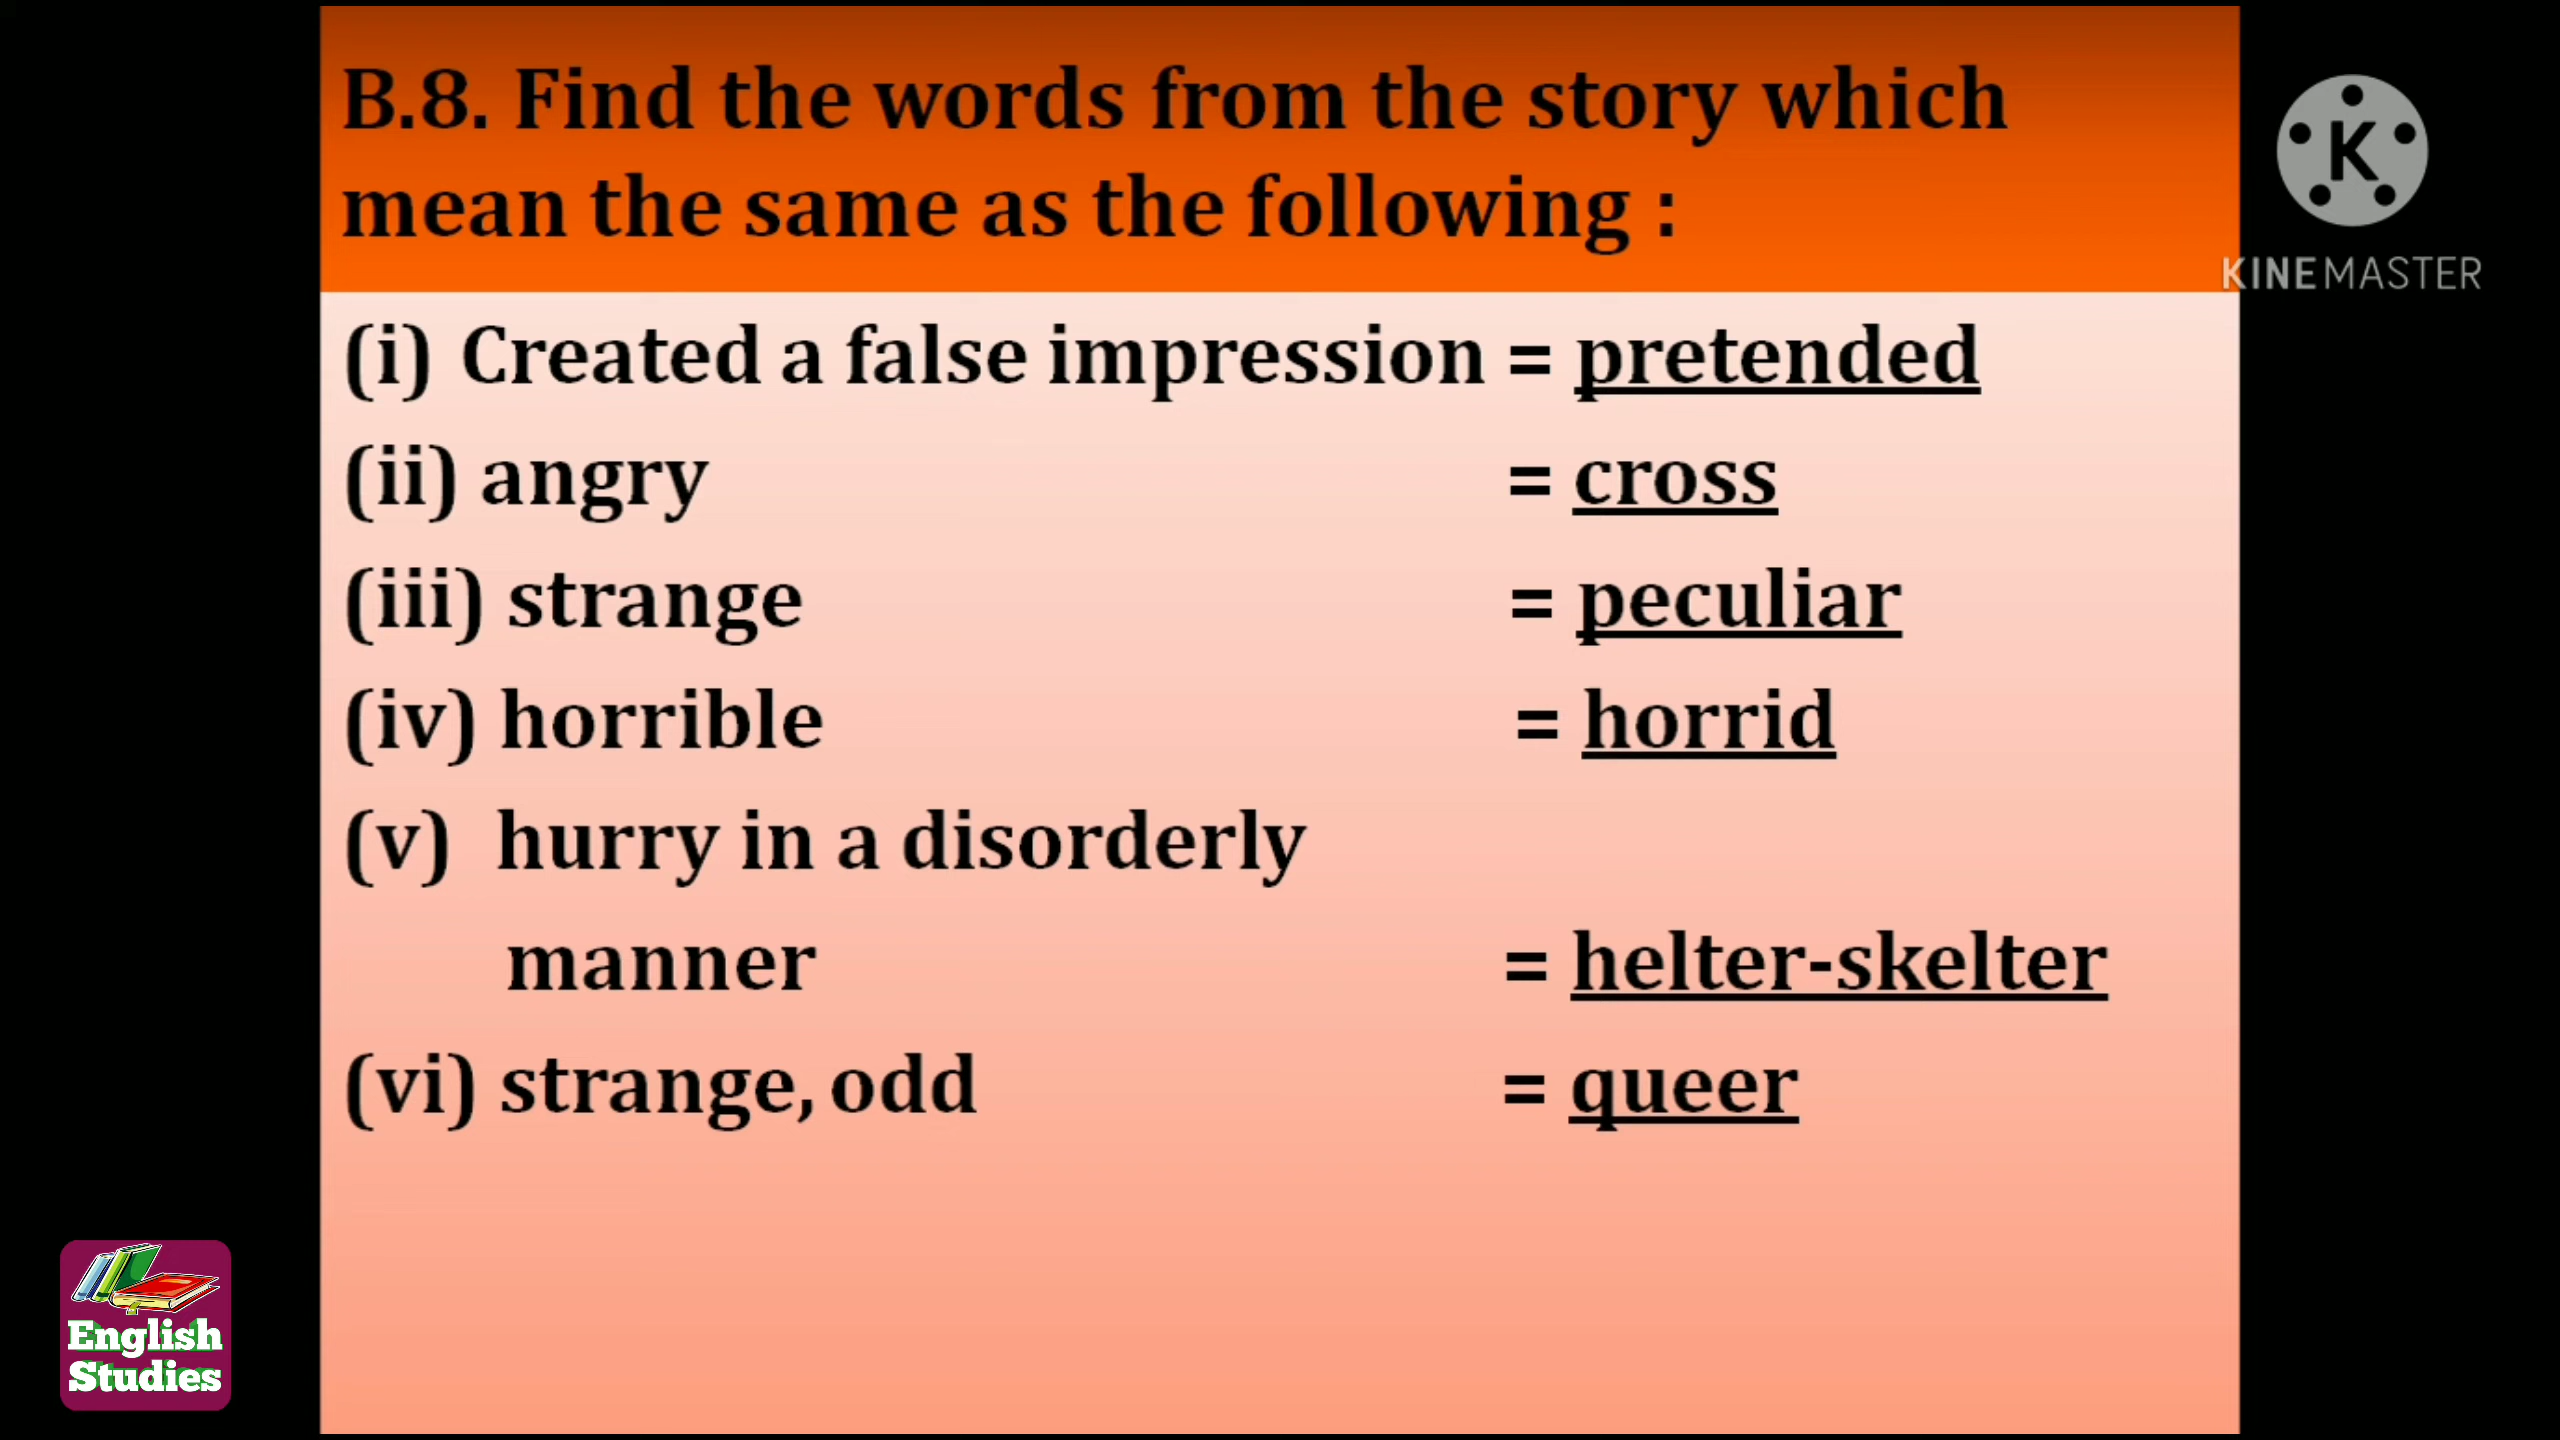 B.8. Find the words from the story which
mean the same as the following :
KINEMASTER
(i) Created a false impression = pretended
(ii) angry = cross
(iii) strange = peculiar
(iv) horrible = horrid
(v) hurry in a disorderly
manner = helter-skelter
(vi) strange, odd = queer
English
Studies